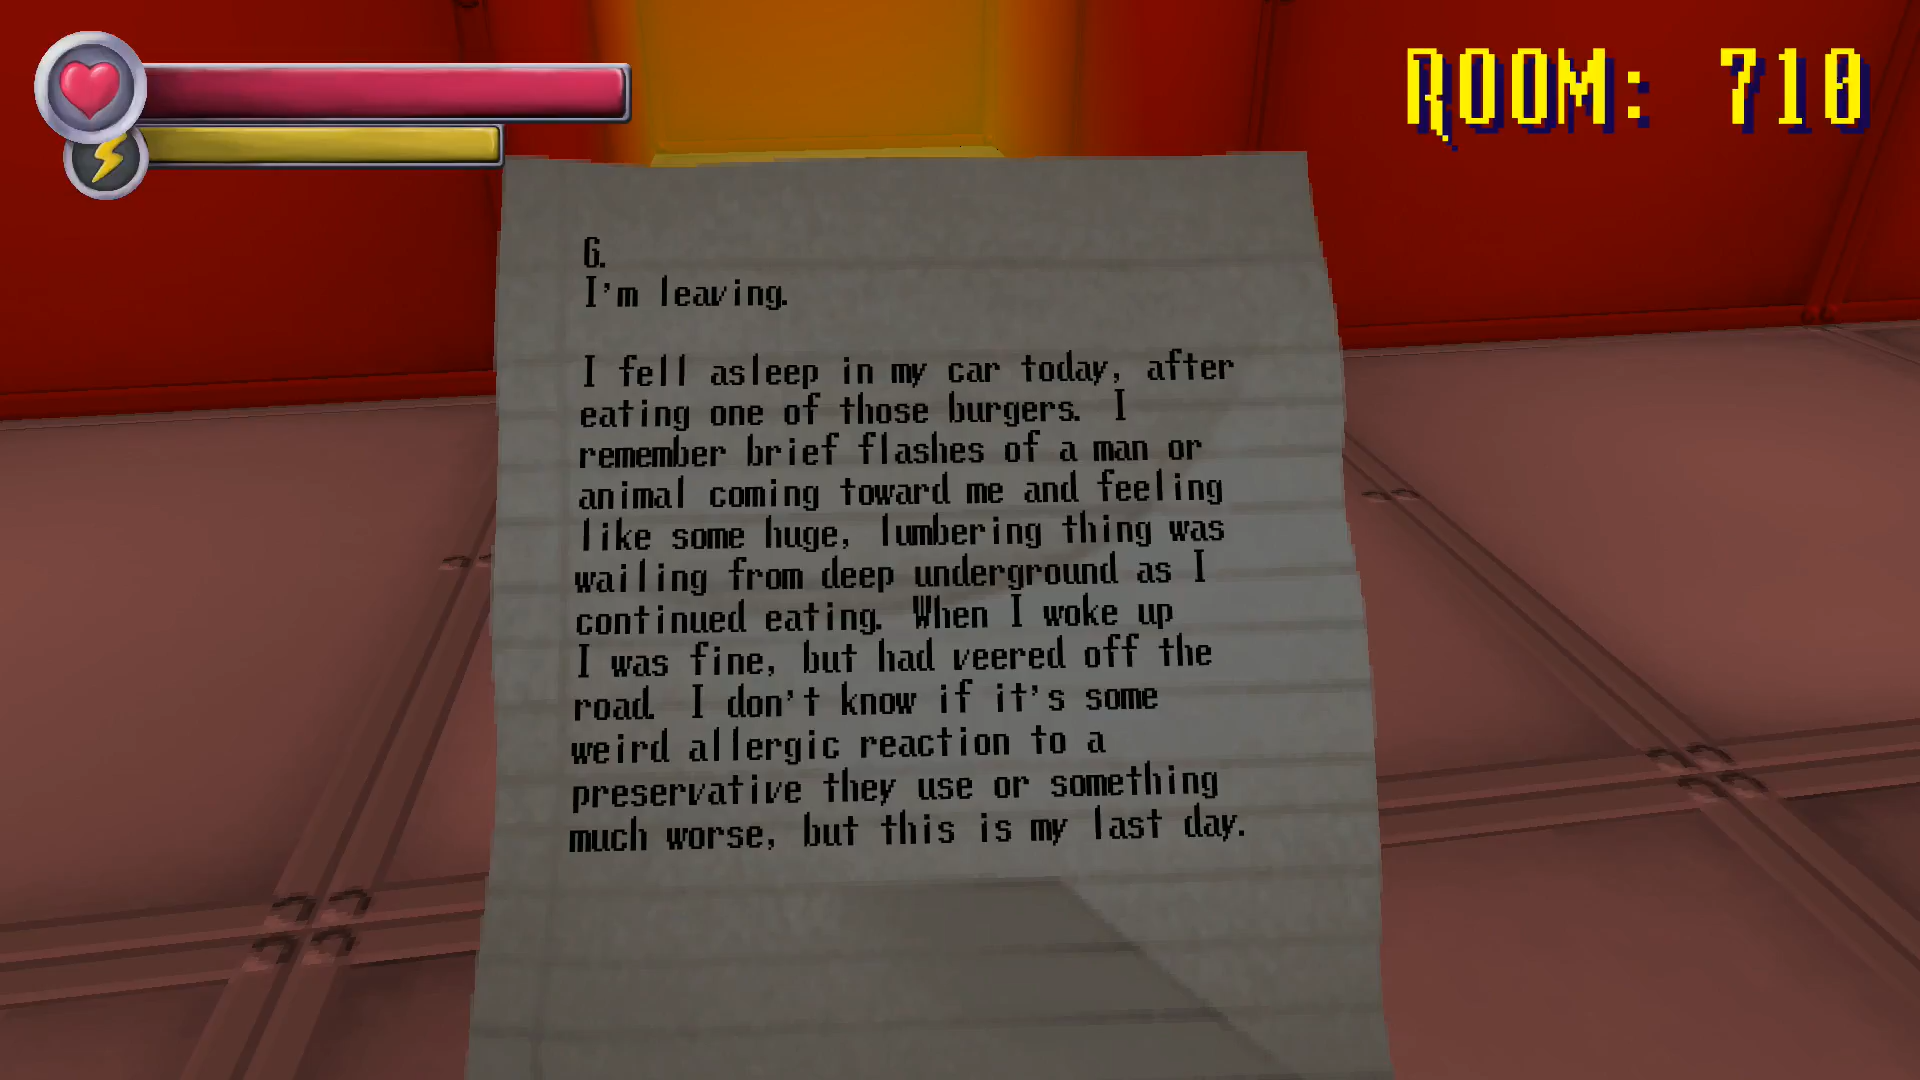 ROOM: 710
6.
I'm leaving.
I fell asleep in my car today, after
eating one of those burgers. I
remember brief flashes of a man or
animal coming toward me and feeling
like some huge, lumbering thing was
wailing from deep underground as I
continued eating. When I woke up
I was fine, but had veered off the
road. I don't know if it's some
weird allergic reaction to a
preservative they use or something
much worse, but this is my last day.